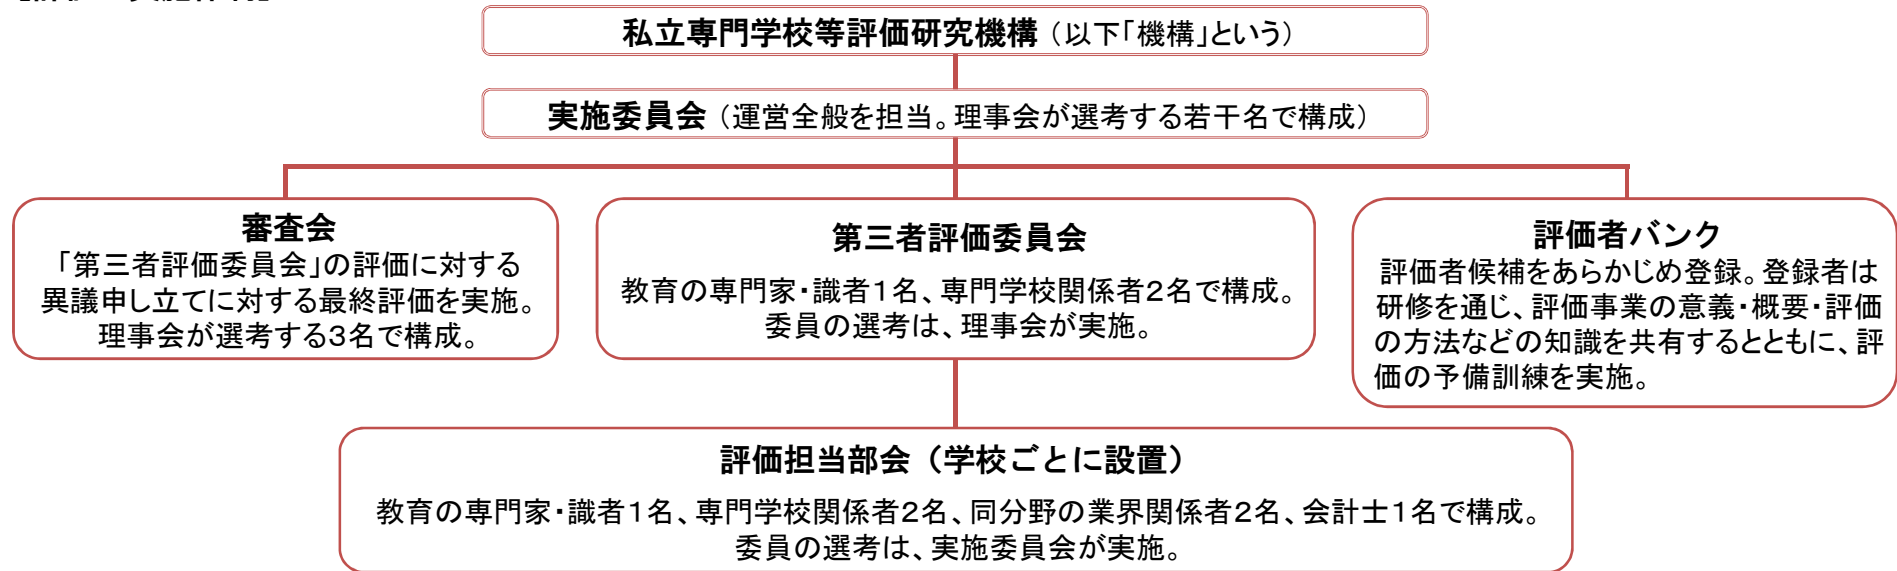 私立専門学校等評価研究機構（以下「機構」という）
実施委員会（運営全般を担当。理事会が選考する若干名で構成）
審査会
「第三者評価委員会」の評価に対する
異議申し立てに対する最終評価を実施。
理事会が選考する3名で構成。
第三者評価委員会
教育の専門家・識者1名、専門学校関係者2名で構成。
委員の選考は、理事会が実施。
評価者バンク
評価者候補をあらかじめ登録。登録者は
研修を通じ、評価事業の意義・概要・評価
の方法などの知識を共有するとともに、評
価の予備訓練を実施。
評価担当部会（学校ごとに設置）
教育の専門家・識者1名、専門学校関係者2名、同分野の業界関係者2名、会計士1名で構成。
委員の選考は、実施委員会が実施。